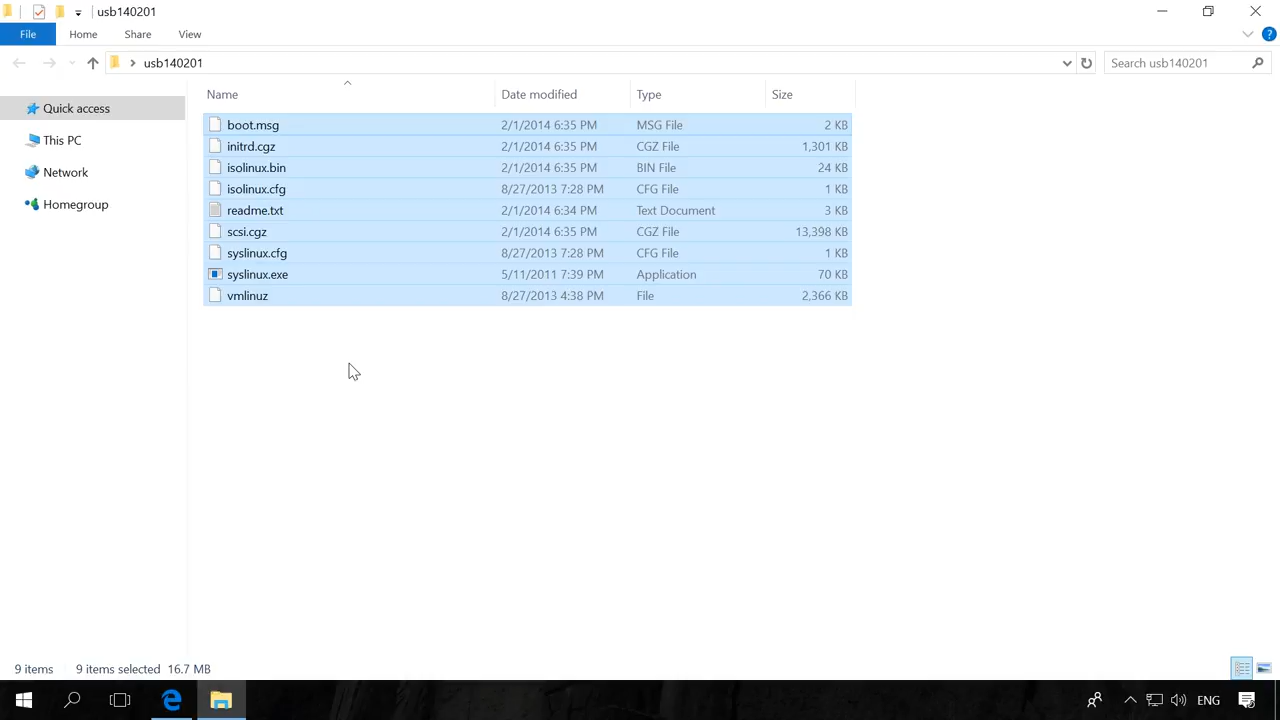 usb140201
File Home Share View
usb140201 Search usb140201
Name Date modified Type Size
Quick access
This PC
Network
Homegroup
boot.msg 2/1/2014 6:35 PM MSG File 2 KB
initrd.cgz 2/1/2014 6:35 PM CGZ File 1,301 KB
isolinux.bin 2/1/2014 6:35 PM BIN File 24 KB
isolinux.cfg 8/27/2013 7:28 PM CFG File 1 KB
readme.txt 2/1/2014 6:34 PM Text Document 3 KB
scsi.cgz 2/1/2014 6:35 PM CGZ File 13,398 KB
syslinux.cfg 8/27/2013 7:28 PM CFG File 1 KB
syslinux.exe 5/11/2011 7:39 PM Application 70 KB
vmlinuz 8/27/2013 4:38 PM File 2,366 KB
9 items 9 items selected 16.7 MB
ENG